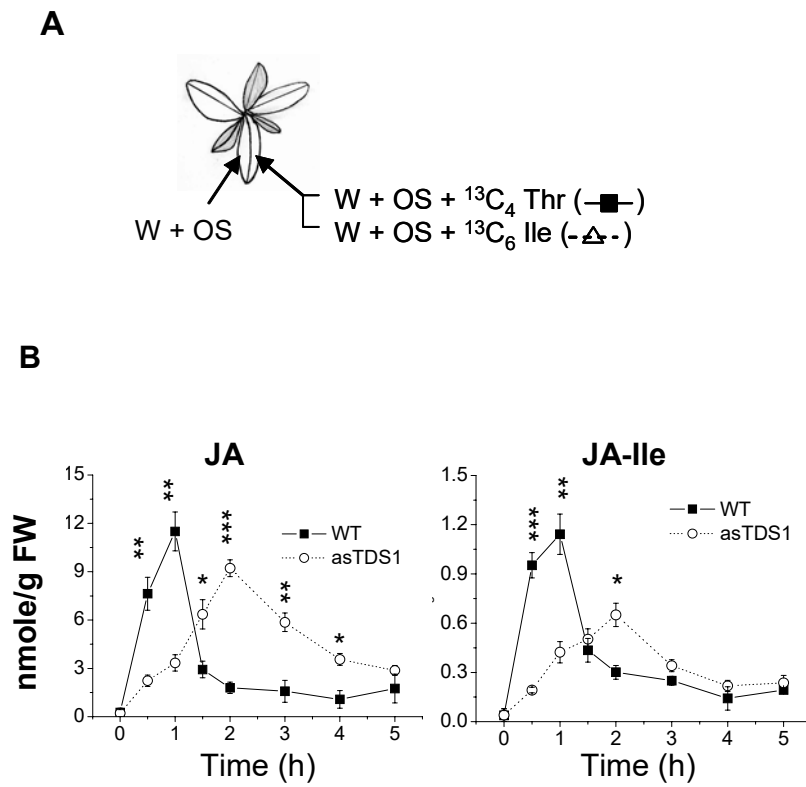 A
W + OS + ¹³C₄ Thr (—■—)
W + OS
W + OS + ¹³C₆ Ile (--△--)
B
JA
JA-Ile
nmole/g FW
15
12
9
6
3
0
**
**
*
***
**
*
WT
asTDS1
0 1 2 3 4 5
Time (h)
1.5
1.2
0.9
0.6
0.3
0.0
***
**
*
WT
asTDS1
0 1 2 3 4 5
Time (h)